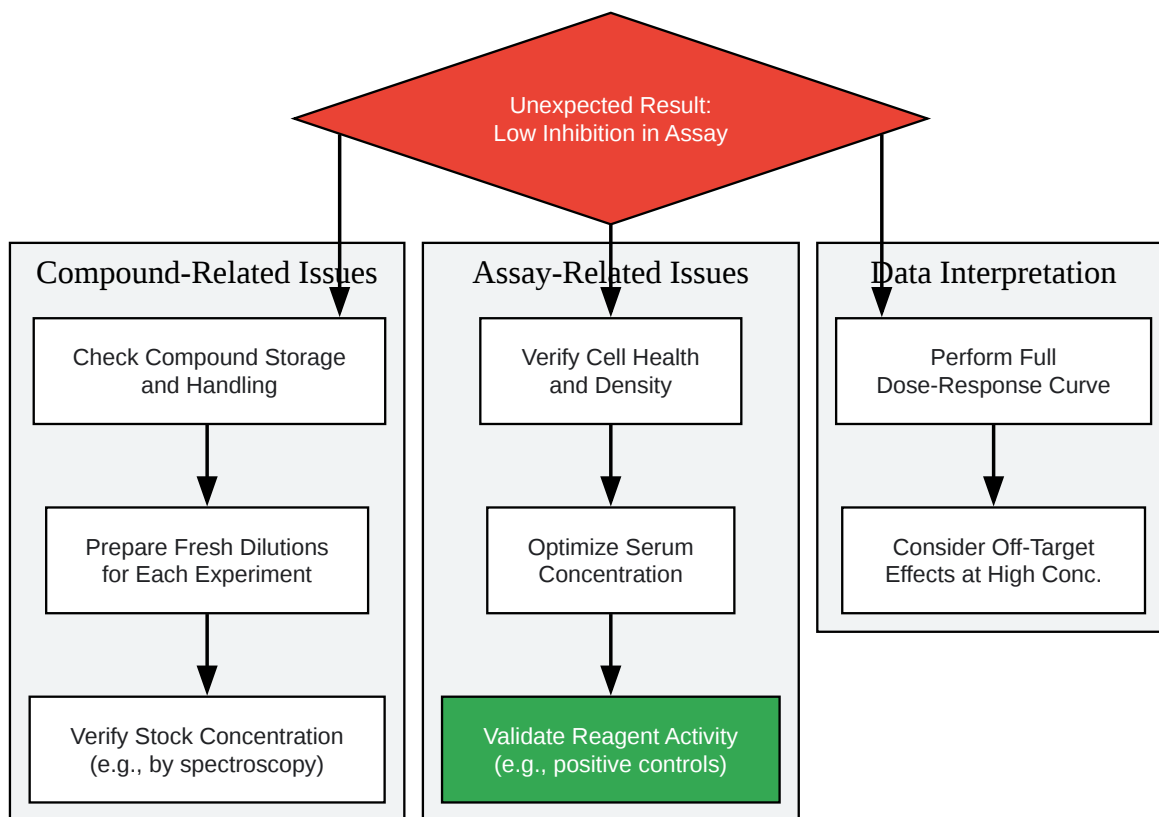 Unexpected Result:
Low Inhibition in Assay
Compound-Related Issues
Check Compound Storage
and Handling
Prepare Fresh Dilutions
for Each Experiment
Verify Stock Concentration
(e.g., by spectroscopy)
Assay-Related Issues
Verify Cell Health
and Density
Optimize Serum
Concentration
Validate Reagent Activity
(e.g., positive controls)
Data Interpretation
Perform Full
Dose-Response Curve
Consider Off-Target
Effects at High Conc.